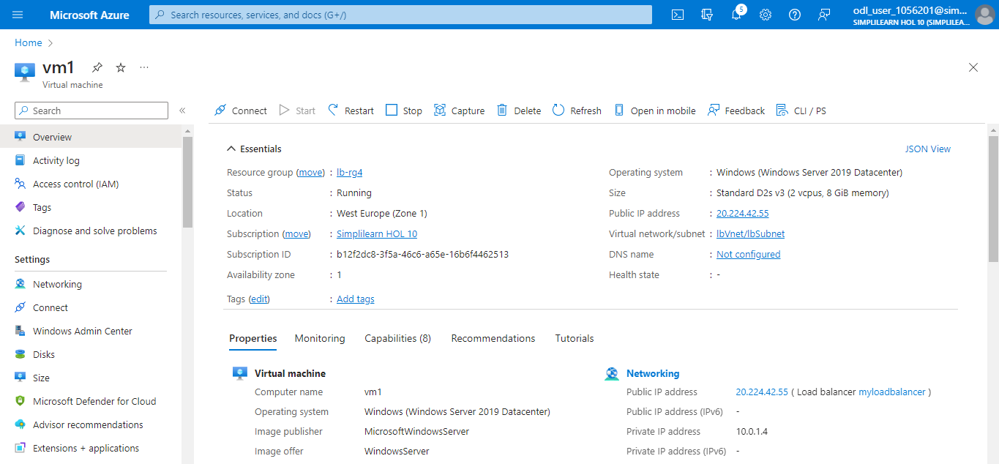 Microsoft Azure
Search resources, services, and docs (G+/)
5
odl_user_1056201@sim...
SIMPLILEARN HOL 10 (SIMPLILEA...
Home >
vm1 ...
Virtual machine
Search «
Connect Start Restart Stop Capture Delete Refresh Open in mobile Feedback CLI / PS
Overview
Activity log
Access control (IAM)
Tags
Diagnose and solve problems
Settings
Networking
Connect
Windows Admin Center
Disks
Size
Microsoft Defender for Cloud
Advisor recommendations
Extensions + applications
Essentials JSON View
Resource group (move) : lb-rg4
Status : Running
Location : West Europe (Zone 1)
Subscription (move) : Simplilearn HOL 10
Subscription ID : b12f2dc8-3f5a-46c6-a65e-16b6f4462513
Availability zone : 1
Tags (edit) : Add tags
Operating system : Windows (Windows Server 2019 Datacenter)
Size : Standard D2s v3 (2 vcpus, 8 GiB memory)
Public IP address : 20.224.42.55
Virtual network/subnet : lbVnet/lbSubnet
DNS name : Not configured
Health state : -
Properties Monitoring Capabilities (8) Recommendations Tutorials
Virtual machine
Computer name vm1
Operating system Windows (Windows Server 2019 Datacenter)
Image publisher MicrosoftWindowsServer
Image offer WindowsServer
Networking
Public IP address 20.224.42.55 ( Load balancer myloadbalancer )
Public IP address (IPv6) -
Private IP address 10.0.1.4
Private IP address (IPv6) -